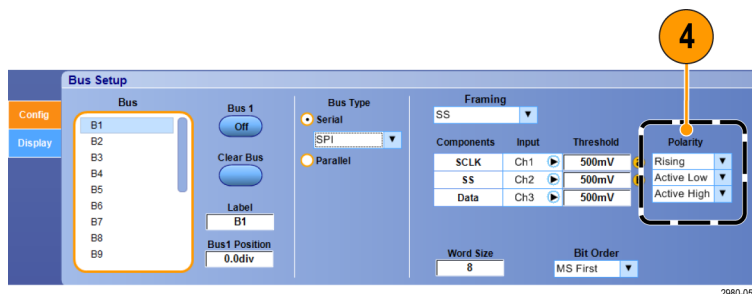 4
Bus Setup
Config
Display
Bus
B1
B2
B3
B4
B5
B6
B7
B8
B9
Bus 1
Off
Clear Bus
Label
B1
Bus1 Position
0.0div
Bus Type
Serial
SPI
Parallel
Framing
SS
Components Input Threshold Polarity
SCLK Ch1 500mV Rising
SS Ch2 500mV Active Low
Data Ch3 500mV Active High
Word Size
8
Bit Order
MS First